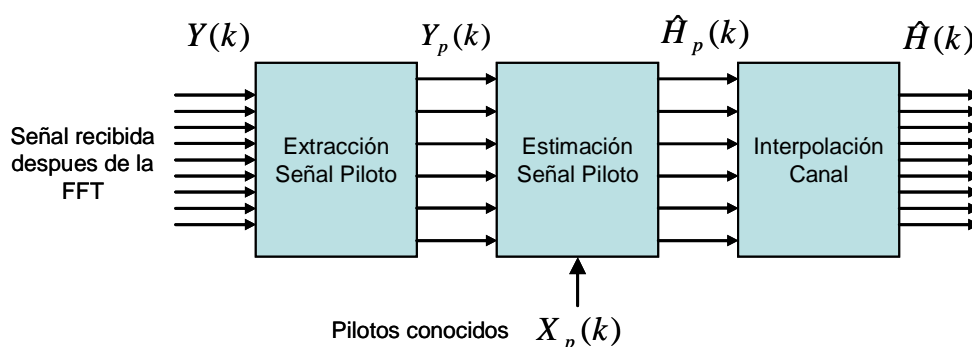 Y(k)
Y_p(k)
Ĥ_p(k)
Ĥ(k)
Señal recibida
despues de la
FFT
Extracción
Señal Piloto
Estimación
Señal Piloto
Interpolación
Canal
Pilotos conocidos X_p(k)